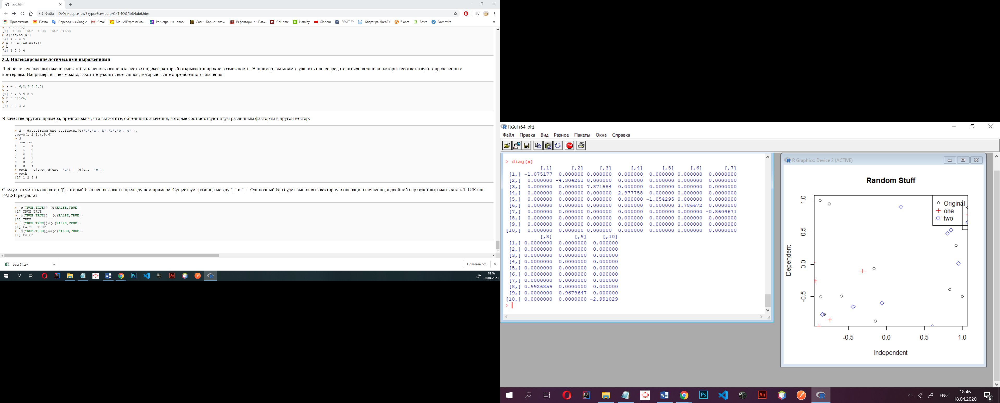 lab6.htm
Файл | D:/Университет/3курс/6семестр/СиТИОД/lb6/lab6.htm
Приложения Почта Переводчик Google Gmail Мой AliExpress: Уп... Регистрация новог... Лапин Борис - ска... Рефакторинг и Пат... GoHome Hata.by Sindom REALT.BY Квартира-Дом.BY Slanet Resta Domovita »
> !is.na(a)
[1]  TRUE  TRUE  TRUE  TRUE FALSE
> a[!is.na(a)]
[1] 1 2 3 4
> b <- a[!is.na(a)]
> b
[1] 1 2 3 4
3.3. Индексирование логическими выражениями
Любое логическое выражение может быть использовано в качестве индекса, который открывает широкие возможности. Например, вы можете удалить или сосредоточиться на записи, которые соответствуют определенным
критериям. Например, вы, возможно, захотите удалить все записи, которые выше определенного значения:
> a = c(6,2,5,3,8,2)
> a
[1] 6 2 5 3 8 2
> b = a[a<6]
> b
[1] 2 5 3 2
В качестве другого примера, предположим, что вы хотите, объединить значения, которые соответствуют двум различным факторам в другой вектор:
> d = data.frame(one=as.factor(c('a','a','b','b','c','c')),
two=c(1,2,3,4,5,6))
> d
  one two
1   a   1
2   a   2
3   b   3
4   b   4
5   c   5
6   c   6
> both = d$two[(d$one=='a') | (d$one=='b')]
> both
[1] 1 2 3 4
Следует отметить оператор '|', который был использован в предыдущем примере. Существует разница между "||" и "|". Одиночный бар будет выполнять векторную операцию почленно, а двойной бар будет выражаться как TRUE или
FALSE результат:
> (c(TRUE,TRUE))|(c(FALSE,TRUE))
[1] TRUE TRUE
> (c(TRUE,TRUE))||(c(FALSE,TRUE))
[1] TRUE
> (c(TRUE,TRUE))&(c(FALSE,TRUE))
[1] FALSE  TRUE
> (c(TRUE,TRUE))&&(c(FALSE,TRUE))
[1] FALSE
trees91.csv
Показать все
18:46
18.04.2020
RGui (64-bit)
Файл Правка Вид Разное Пакеты Окна Справка
STOP
> diag(x)
[,1] [,2] [,3] [,4] [,5] [,6] [,7]
[1,] -1.075177 0.000000 0.000000 0.000000 0.000000 0.000000 0.0000000
[2,] 0.000000 -4.304251 0.000000 0.000000 0.000000 0.000000 0.0000000
[3,] 0.000000 0.000000 7.871584 0.000000 0.000000 0.000000 0.0000000
[4,] 0.000000 0.000000 0.000000 -2.977758 0.000000 0.000000 0.0000000
[5,] 0.000000 0.000000 0.000000 0.000000 -1.054295 0.000000 0.0000000
[6,] 0.000000 0.000000 0.000000 0.000000 0.000000 3.786672 0.0000000
[7,] 0.000000 0.000000 0.000000 0.000000 0.000000 0.000000 -0.8604671
[8,] 0.000000 0.000000 0.000000 0.000000 0.000000 0.000000 0.0000000
[9,] 0.000000 0.000000 0.000000 0.000000 0.000000 0.000000 0.0000000
[10,] 0.000000 0.000000 0.000000 0.000000 0.000000 0.000000 0.0000000
[,8] [,9] [,10]
[1,] 0.0000000 0.0000000 0.000000
[2,] 0.0000000 0.0000000 0.000000
[3,] 0.0000000 0.0000000 0.000000
[4,] 0.0000000 0.0000000 0.000000
[5,] 0.0000000 0.0000000 0.000000
[6,] 0.0000000 0.0000000 0.000000
[7,] 0.0000000 0.0000000 0.000000
[8,] 0.9926859 0.0000000 0.000000
[9,] 0.0000000 -0.9679647 0.000000
[10,] 0.0000000 0.0000000 -2.991029
>
R Graphics: Device 2 (ACTIVE)
Random Stuff
Original
one
two
1.0
0.5
0.0
-0.5
Dependent
-0.5 0.0 0.5 1.0
Independent
ENG
18:46
18.04.2020
6